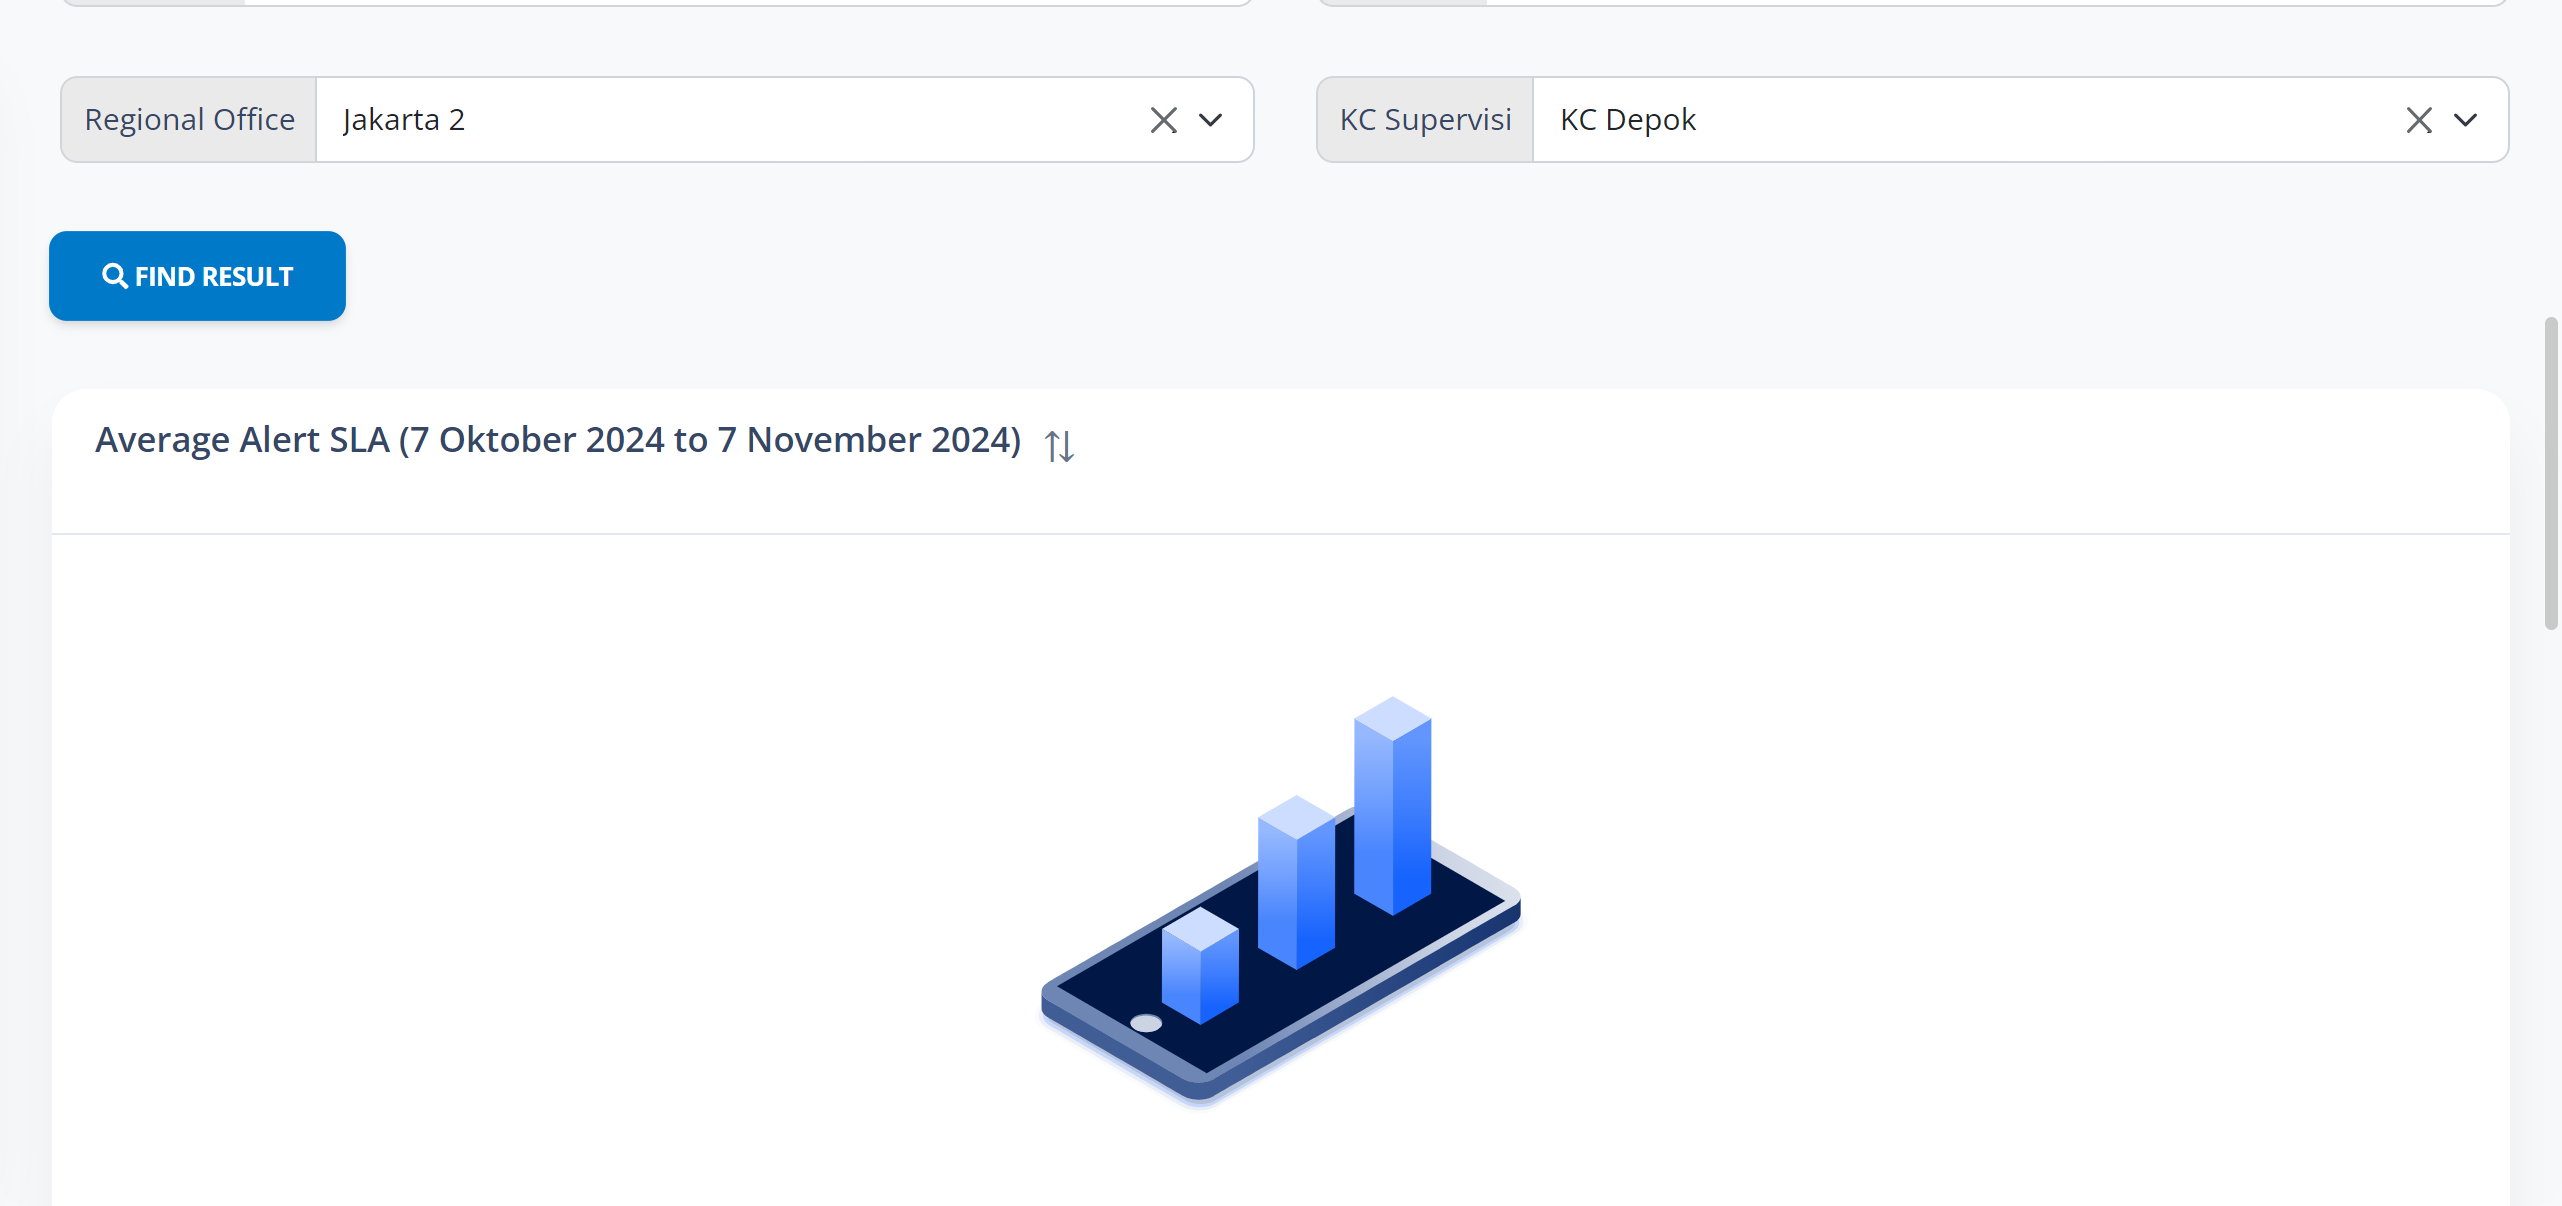 Regional Office Jakarta 2 KC Supervisi KC Depok
FIND RESULT
Average Alert SLA (7 Oktober 2024 to 7 November 2024)